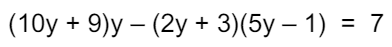 (10y + 9)y – (2y + 3)(5y – 1) = 7